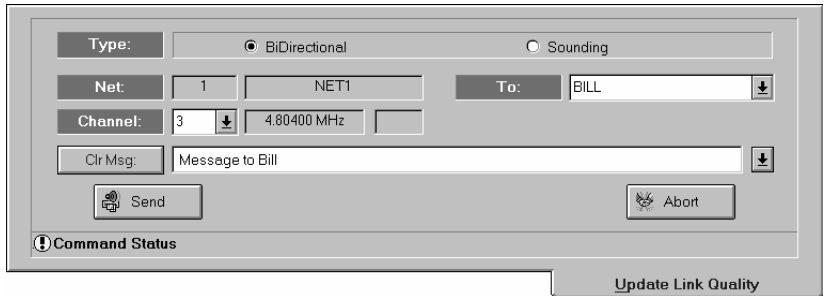 Type: BiDirectional Sounding
Net: 1 NET1 To: BILL
Channel: 3 4.80400 MHz
Clr Msg: Message to Bill
Send Abort
Command Status
Update Link Quality